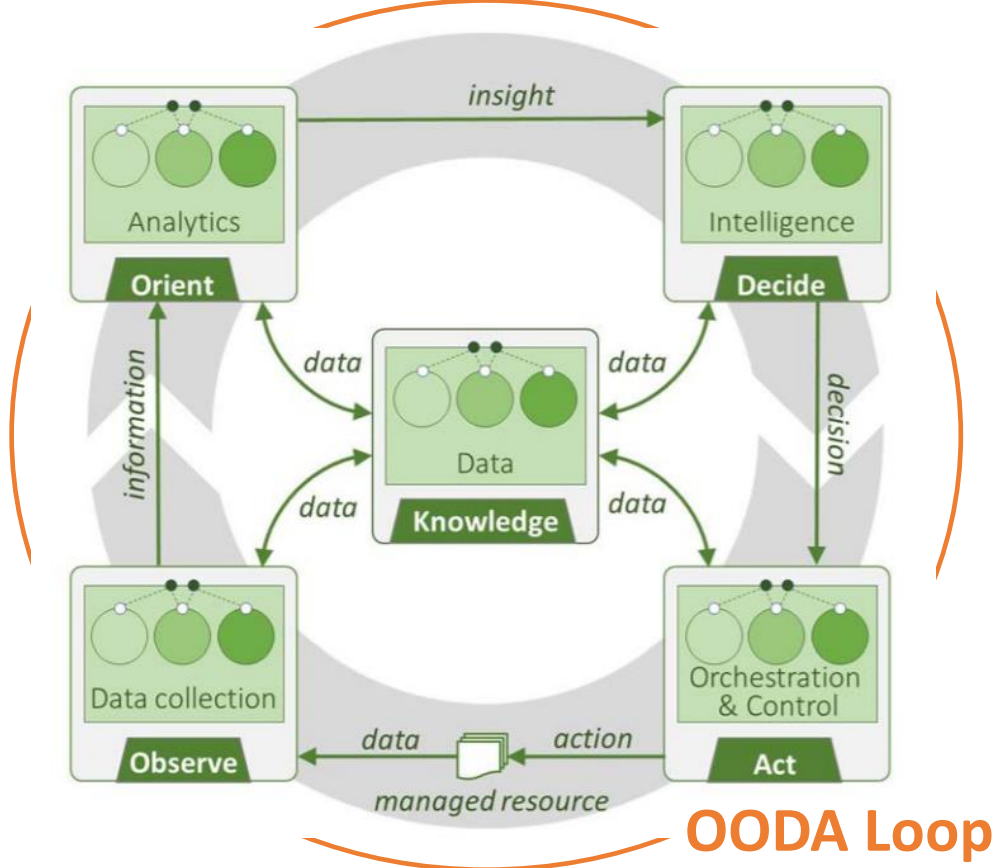 insight
Analytics
Orient
Intelligence
Decide
data
data
information
decision
Data
Knowledge
data
data
Data collection
Observe
Orchestration
& Control
Act
data
action
managed resource
OODA Loop